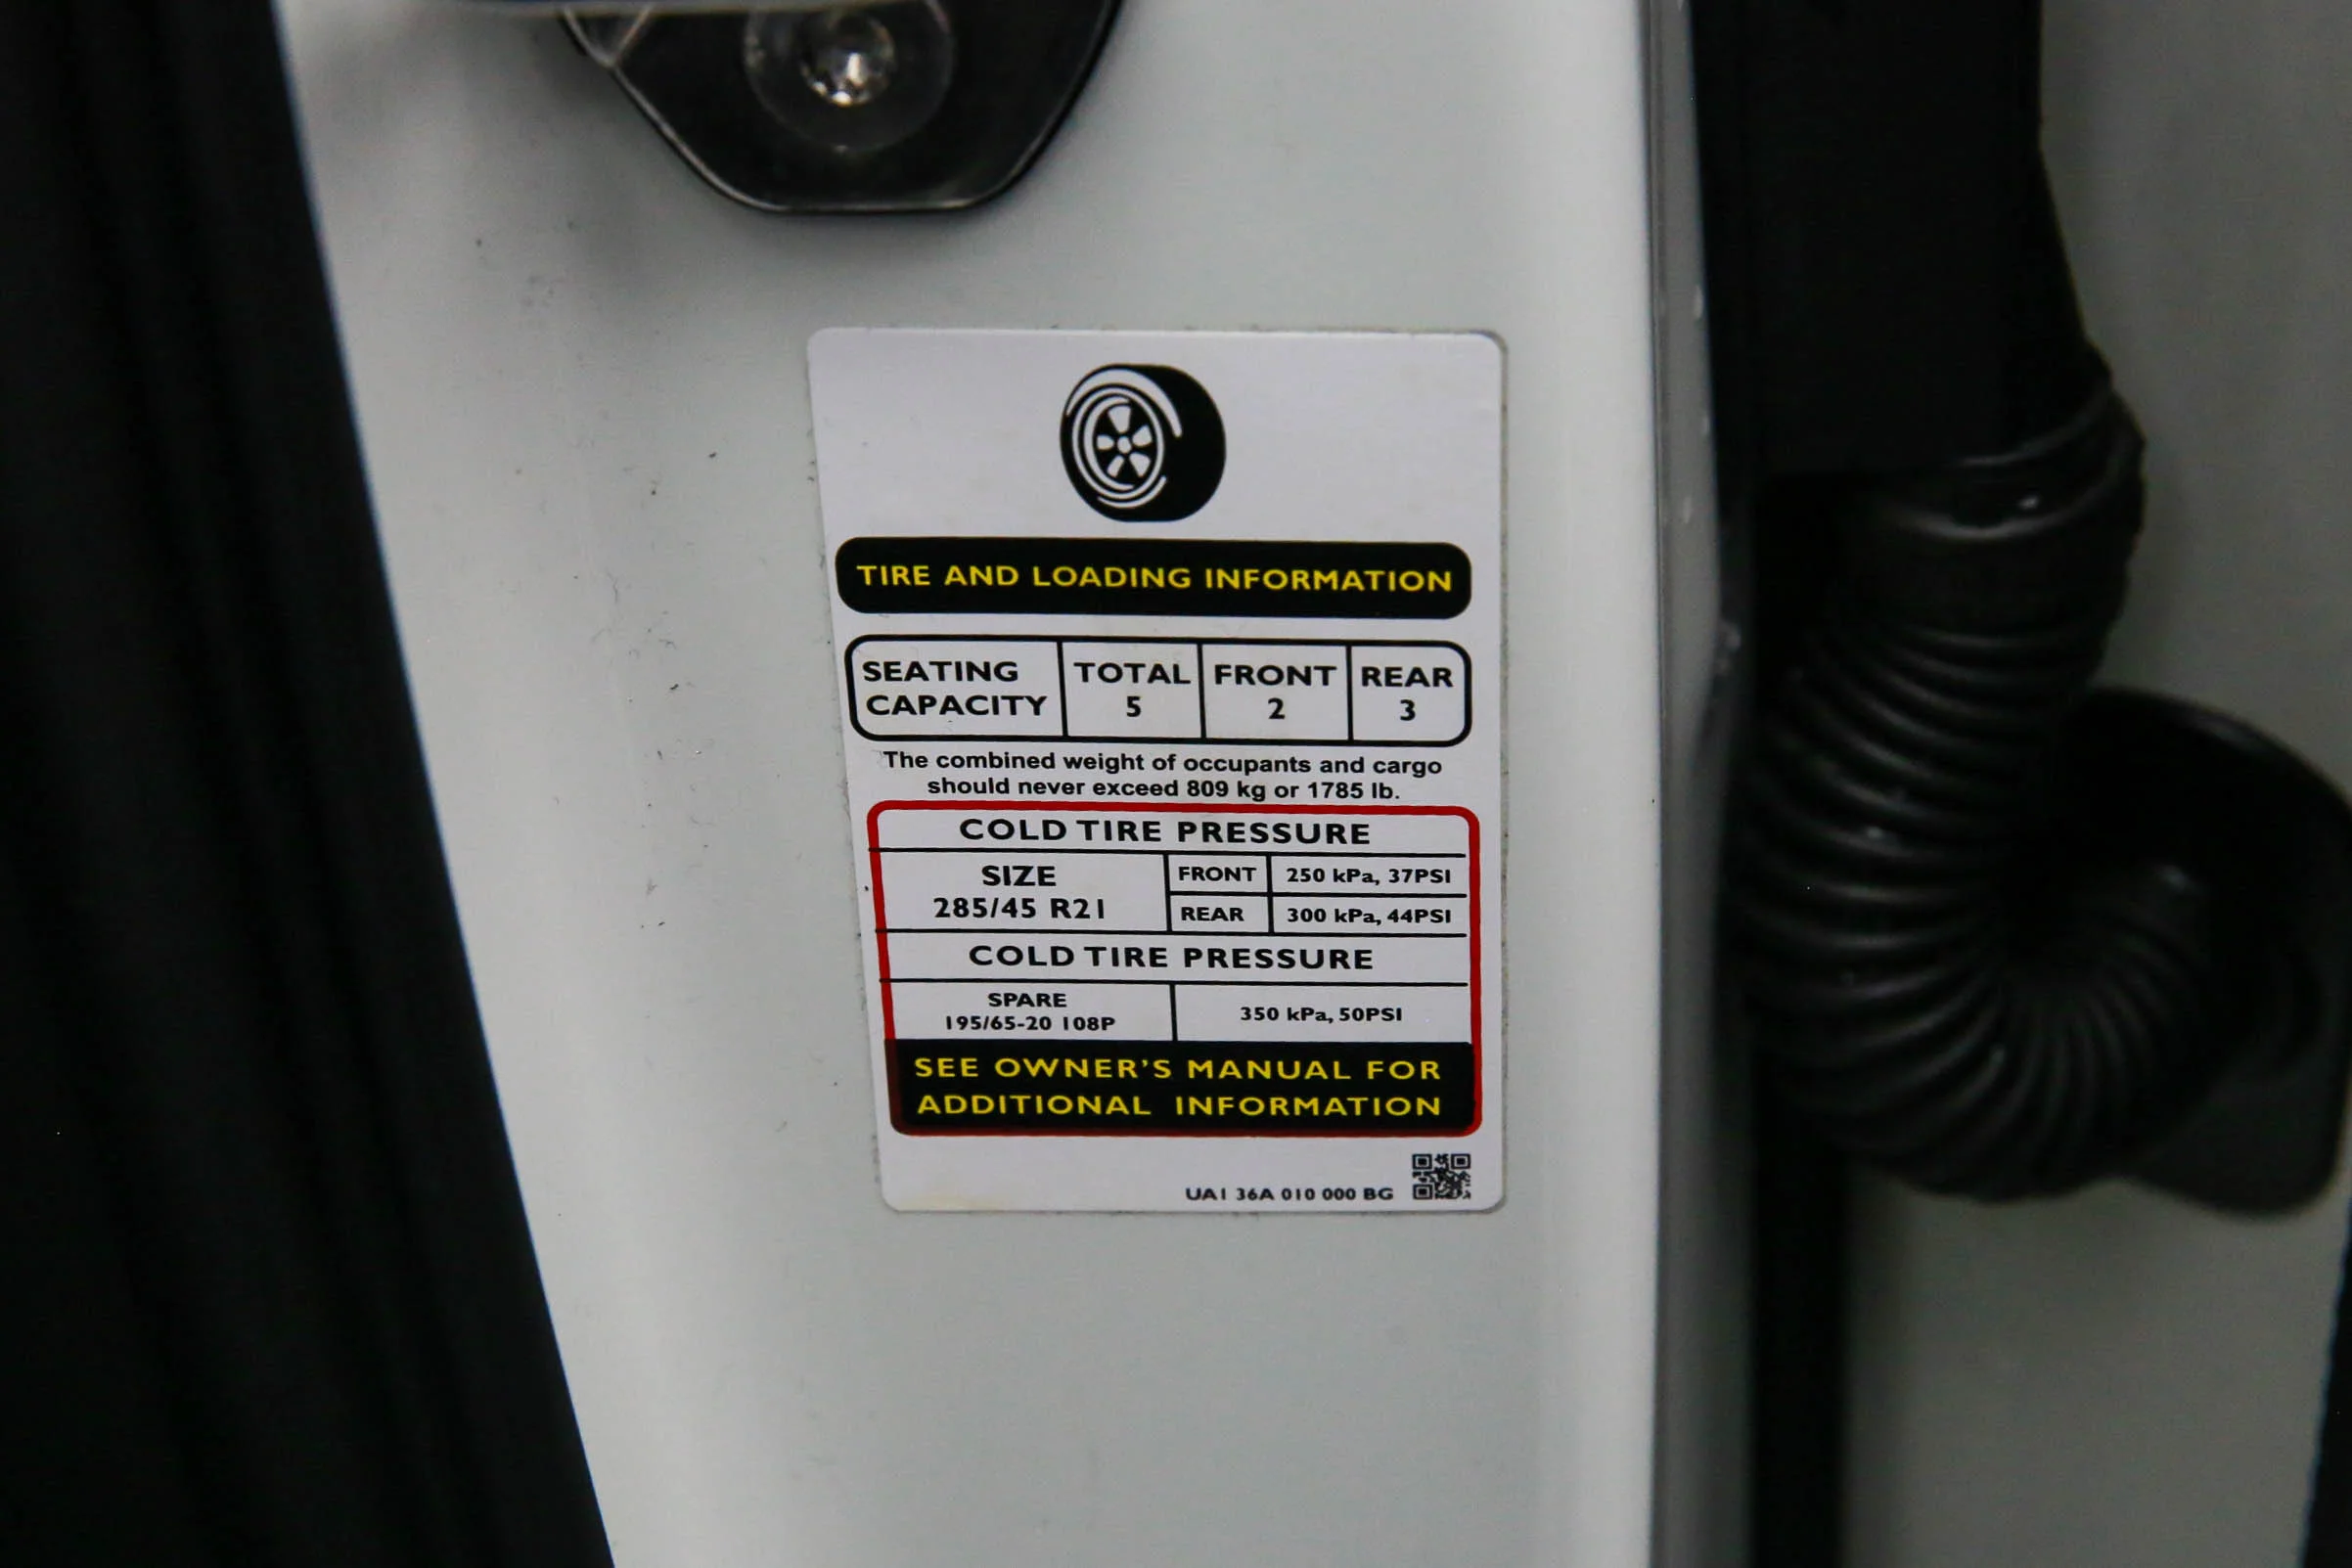 TIRE AND LOADING INFORMATION
SEATING CAPACITY TOTAL 5 FRONT 2 REAR 3
The combined weight of occupants and cargo
should never exceed 809 kg or 1785 lb.
COLD TIRE PRESSURE
SIZE
285/45 R21
FRONT 250 kPa, 37PSI
REAR 300 kPa, 44PSI
COLD TIRE PRESSURE
SPARE
195/65-20 108P
350 kPa, 50PSI
SEE OWNER'S MANUAL FOR
ADDITIONAL INFORMATION
UA1 36A 010 000 BG